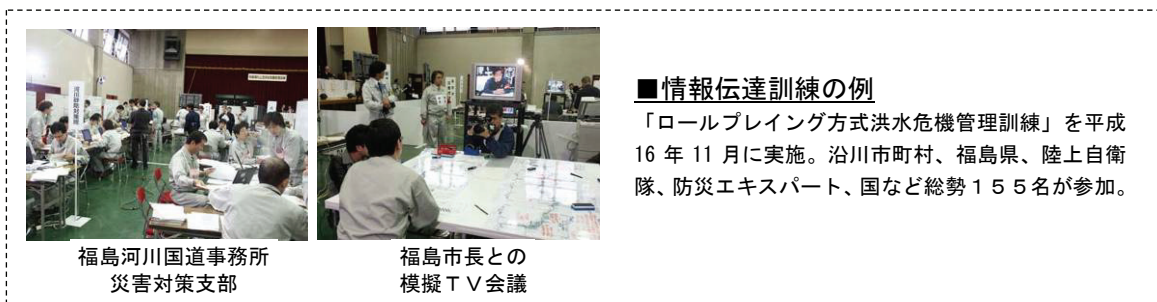 ■情報伝達訓練の例
「ロールプレイング方式洪水危機管理訓練」を平成
16 年 11 月に実施。沿川市町村、福島県、陸上自衛
隊、防災エキスパート、国など総勢１５５名が参加。
福島河川国道事務所
災害対策支部
福島市長との
模擬ＴＶ会議